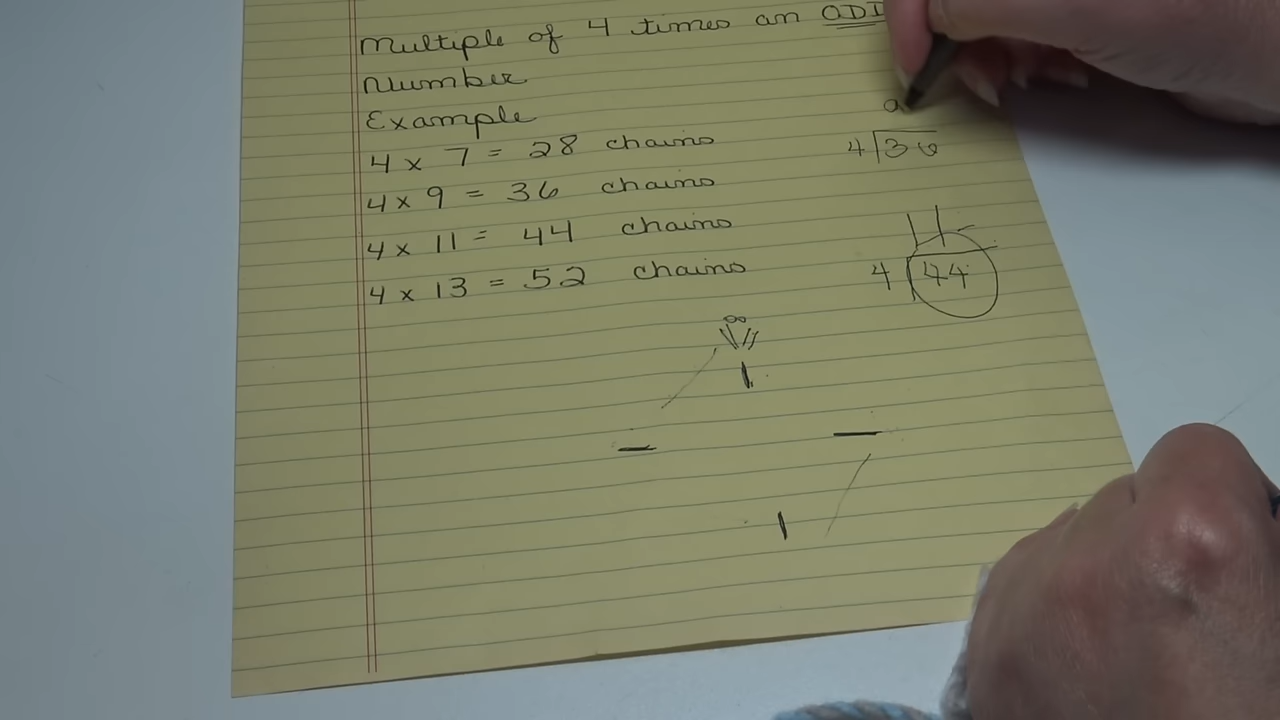 Multiple of 4 times an ODD
Number
Example
4 x 7 = 28 chains
4 x 9 = 36 chains
4 x 11 = 44 chains
4 x 13 = 52 chains
4 36
11
4 44